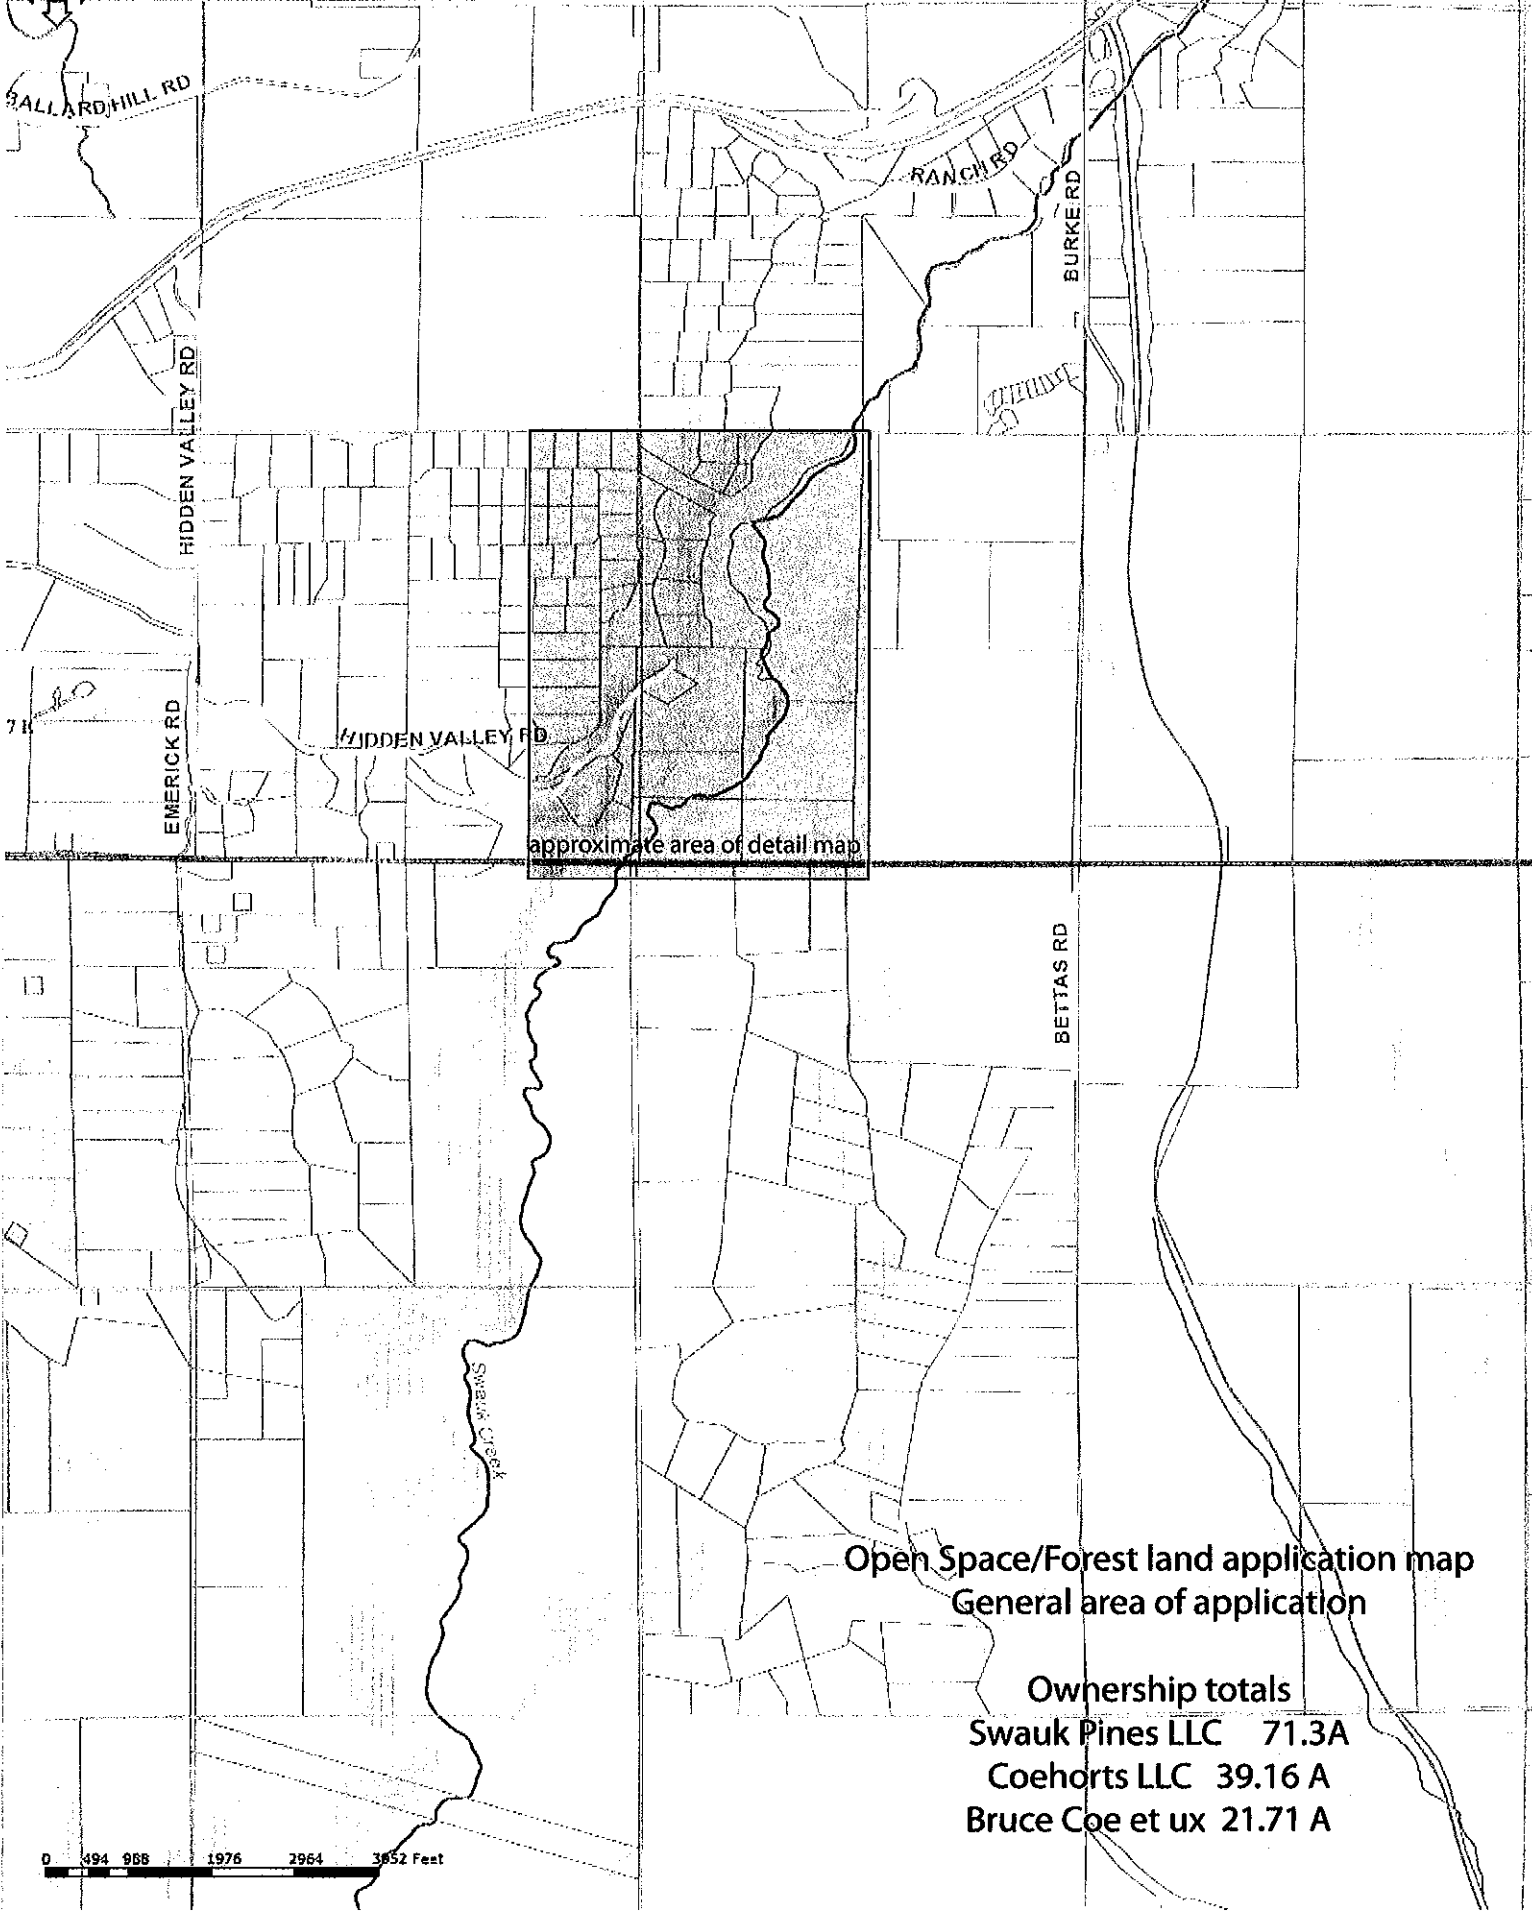 BALLARD HILL RD
RANCH RD
BURKE RD
HIDDEN VALLEY RD
HIDDEN VALLEY RD
EMERICK RD
approximate area of detail map
BETTAS RD
Swauk Creek
Open Space/Forest land application map
General area of application
Ownership totals
Swauk Pines LLC 71.3A
Coehorts LLC 39.16 A
Bruce Coe et ux 21.71 A
0 494 988 1976 2964 3952 Feet